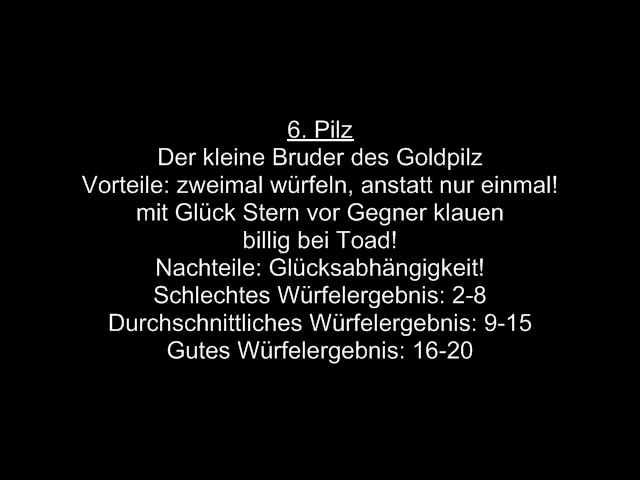 6. Pilz
Der kleine Bruder des Goldpilz
Vorteile: zweimal würfeln, anstatt nur einmal!
mit Glück Stern vor Gegner klauen
billig bei Toad!
Nachteile: Glücksabhängigkeit!
Schlechtes Würfelergebnis: 2-8
Durchschnittliches Würfelergebnis: 9-15
Gutes Würfelergebnis: 16-20